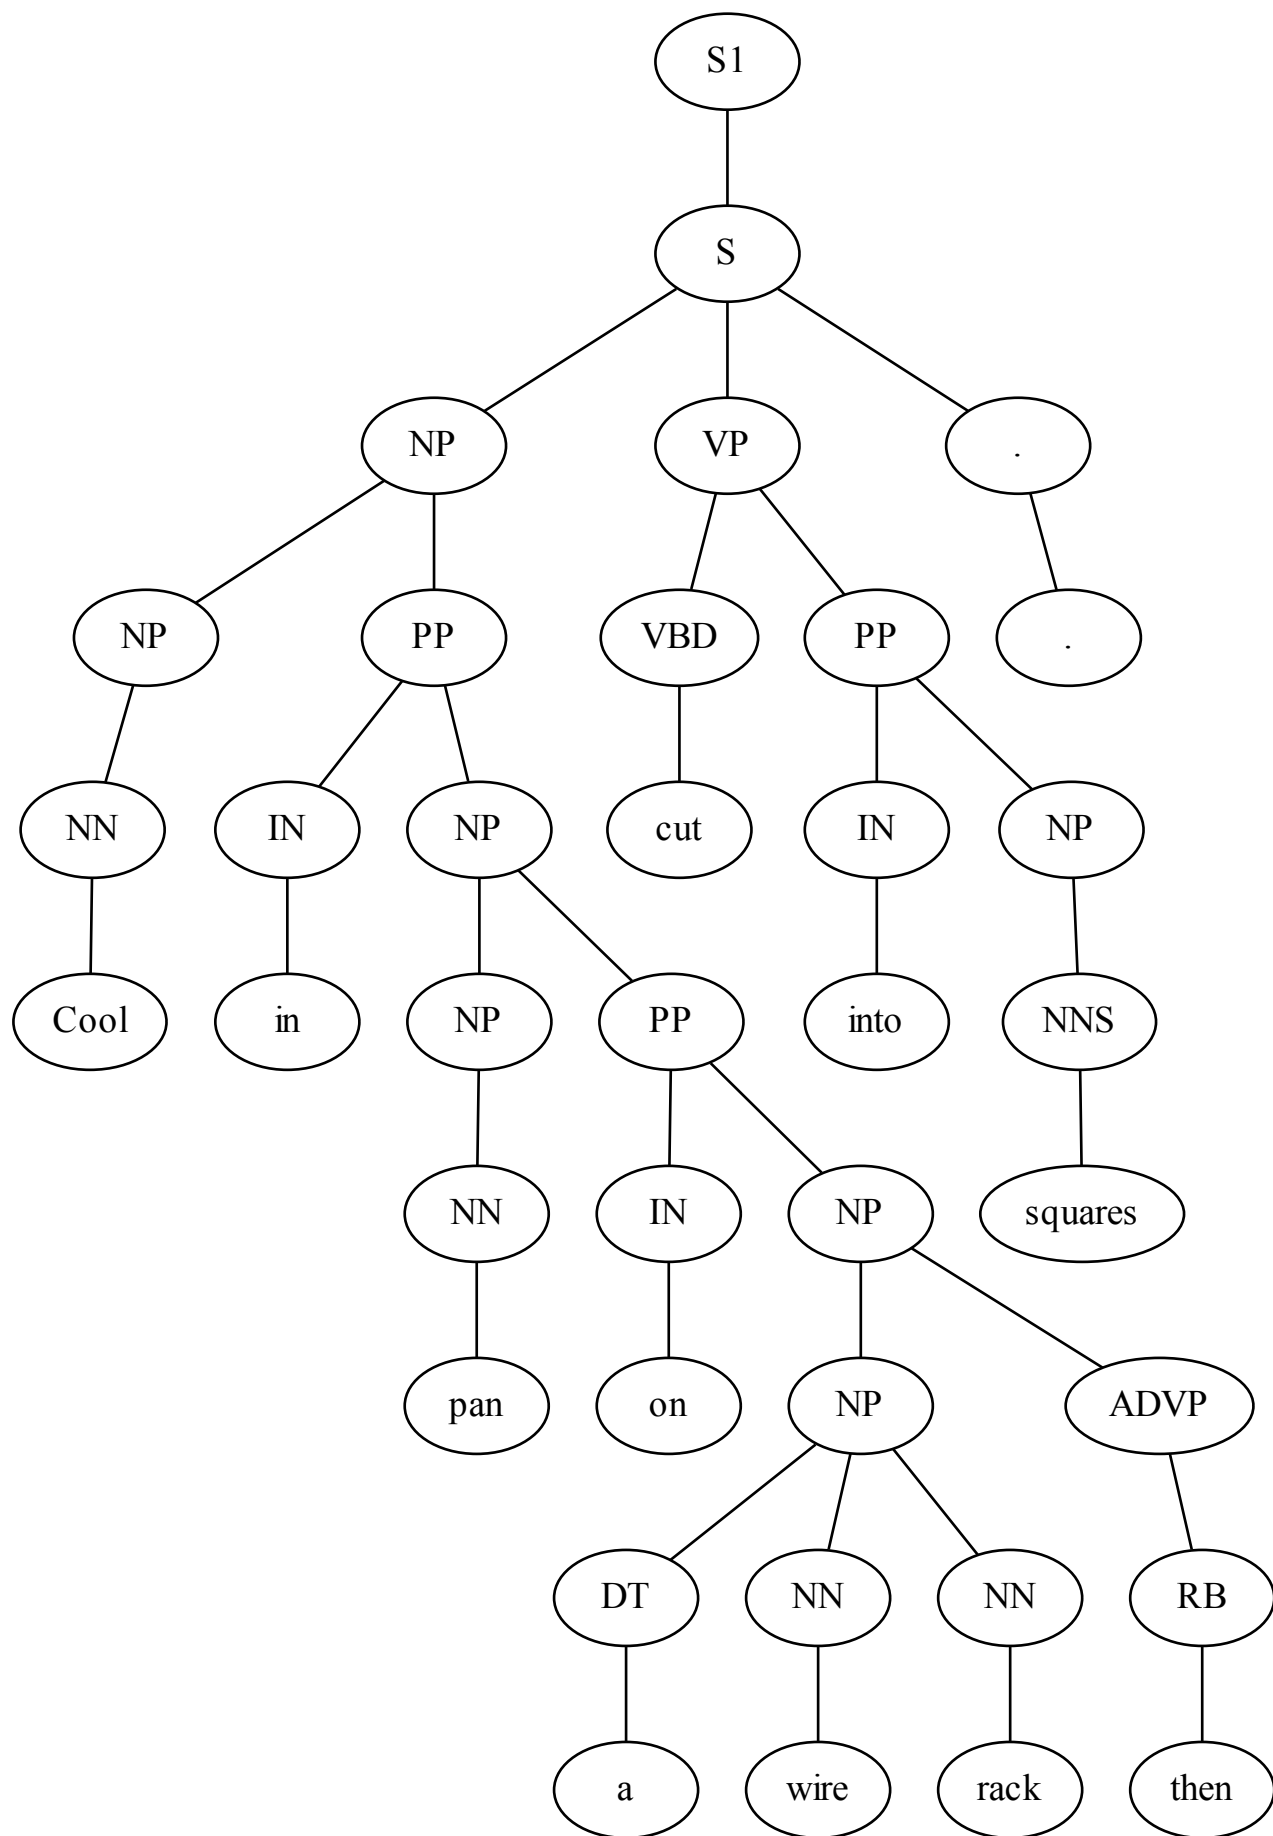 S1
S
NP VP .
NP PP VBD PP .
NN IN NP cut IN NP
Cool in NP PP into NNS
NN IN NP squares
pan on NP ADVP
DT NN NN RB
a wire rack then